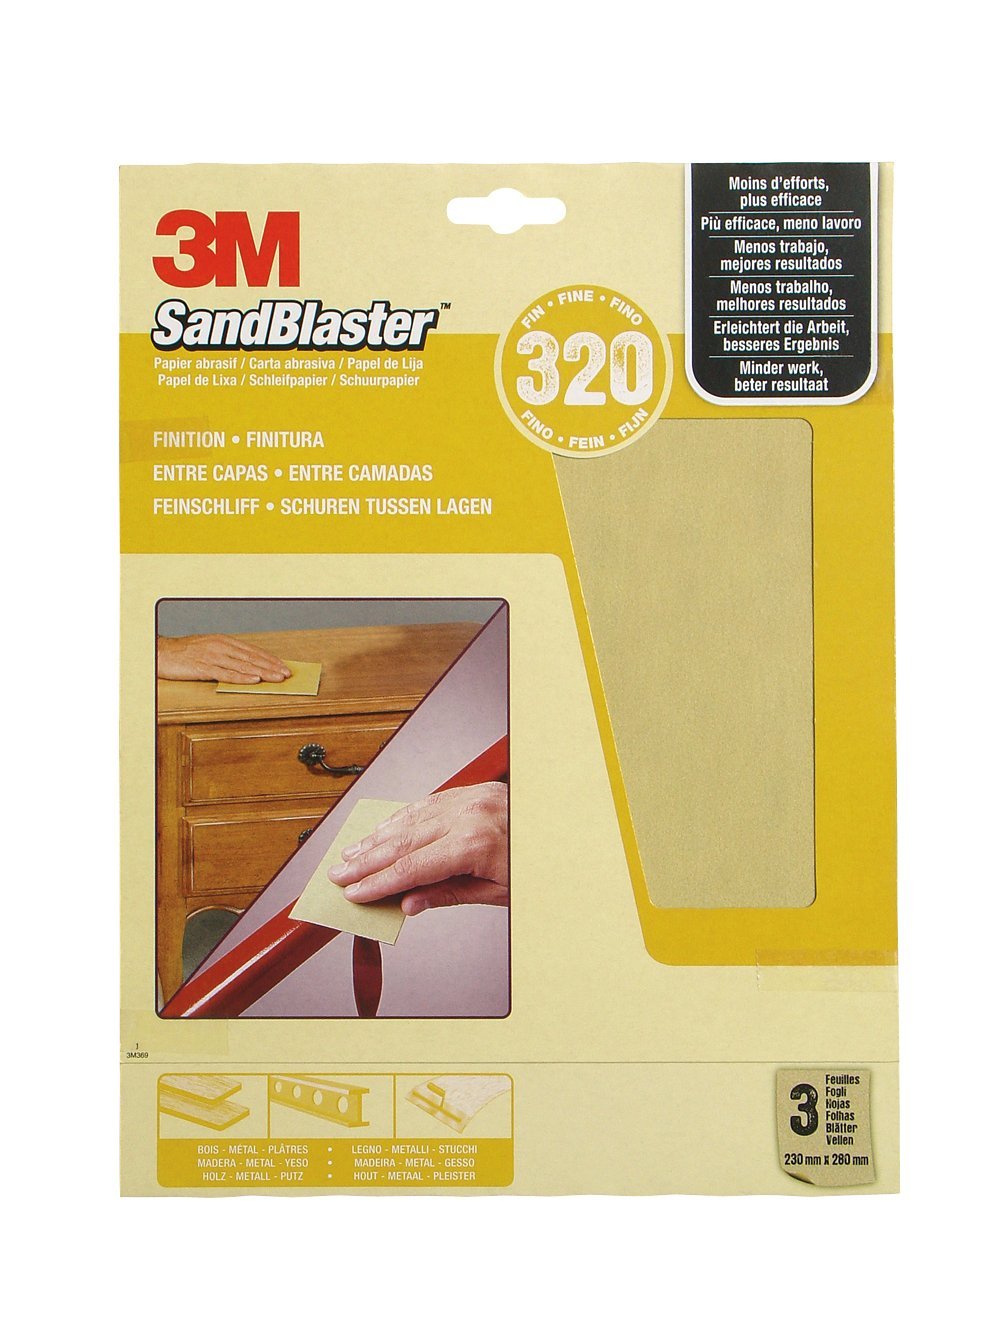 3M
SandBlaster™
Papier abrasif / Carta abrasiva / Papel de Lija
Papel de Lixa / Schleifpapier / Schuurpapier
FIN • FINE • FINO
320
FINO • FEIN • FIJN
Moins d'efforts,
plus efficace
Più efficace, meno lavoro
Menos trabajo,
mejores resultados
Menos trabalho,
melhores resultados
Erleichtert die Arbeit,
besseres Ergebnis
Minder werk,
beter resultaat
FINITION • FINITURA
ENTRE CAPAS • ENTRE CAMADAS
FEINSCHLIFF • SCHUREN TUSSEN LAGEN
3M369
BOIS - MÉTAL - PLÂTRES • LEGNO - METALLI - STUCCHI
MADERA - METAL - YESO • MADEIRA - METAL - GESSO
HOLZ - METALL - PUTZ • HOUT - METAAL - PLEISTER
3
Feuilles
Fogli
Hojas
Folhas
Blätter
Vellen
230 mm x 280 mm